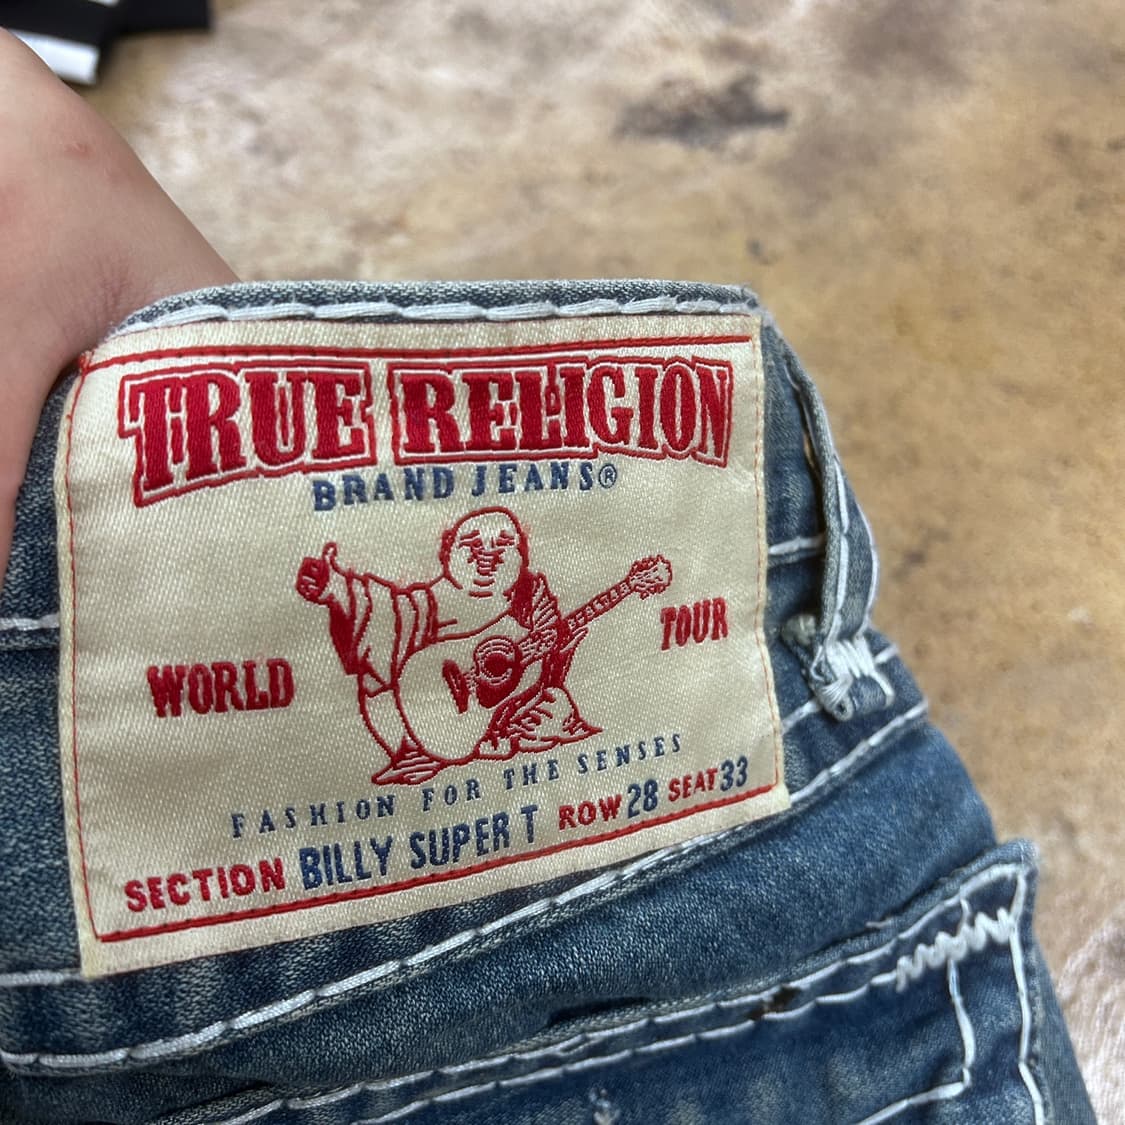 TRUE RELIGION
BRAND JEANS®
WORLD TOUR
FASHION FOR THE SENSES
SECTION BILLY SUPER T ROW 28 SEAT 33